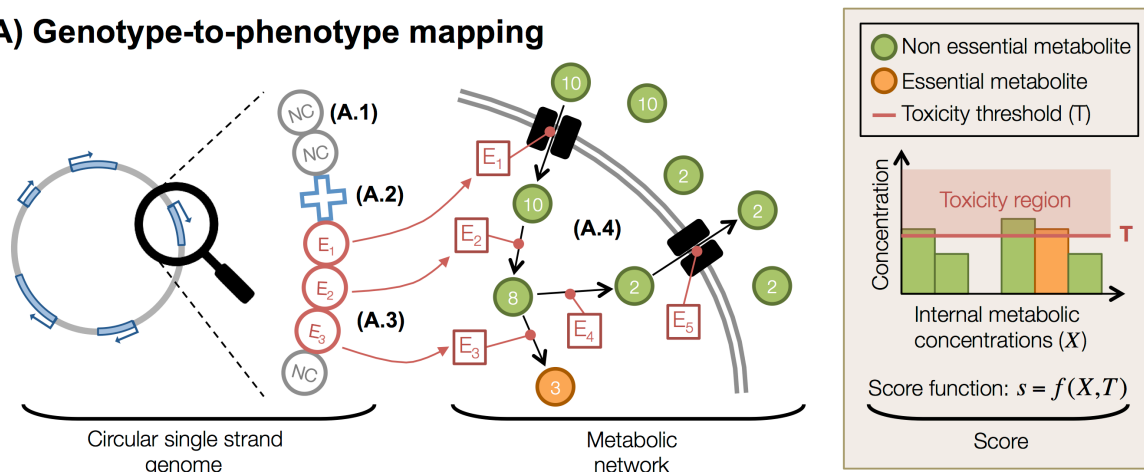 A) Genotype-to-phenotype mapping
NC
(A.1)
NC
(A.2)
E1
E2
(A.3)
E3
NC
Circular single strand
genome
10
10
E1
2
10
2
(A.4)
E2
8
2
2
E4
E5
E3
3
Metabolic
network
Non essential metabolite
Essential metabolite
Toxicity threshold (T)
Concentration
Toxicity region
T
Internal metabolic
concentrations (X)
Score function: s = f(X,T)
Score